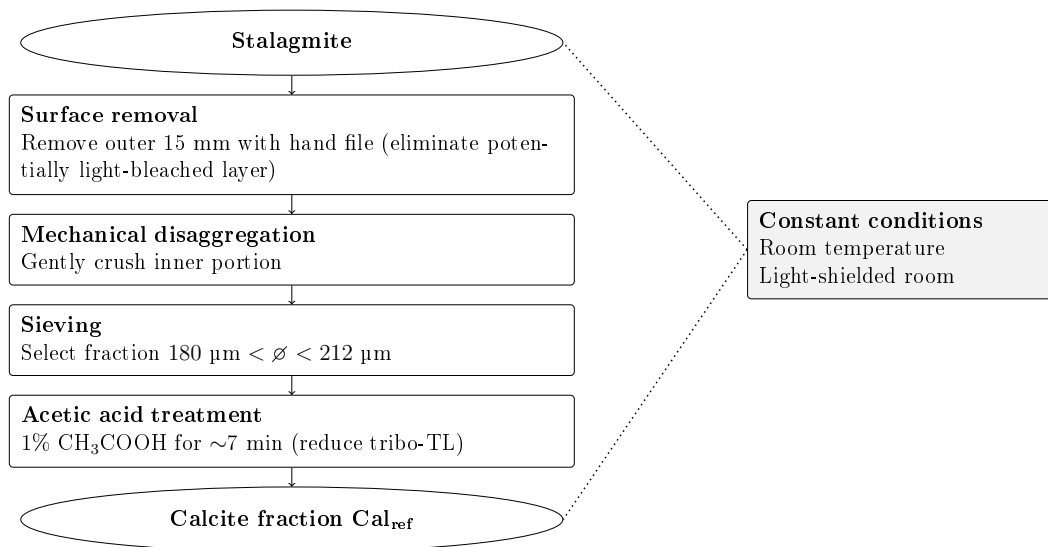 Stalagmite
Surface removal
Remove outer 15 mm with hand file (eliminate poten-
tially light-bleached layer)
Mechanical disaggregation
Gently crush inner portion
Sieving
Select fraction 180 µm < ∅ < 212 µm
Acetic acid treatment
1% CH₃COOH for ∼7 min (reduce tribo-TL)
Calcite fraction Cal_ref
Constant conditions
Room temperature
Light-shielded room